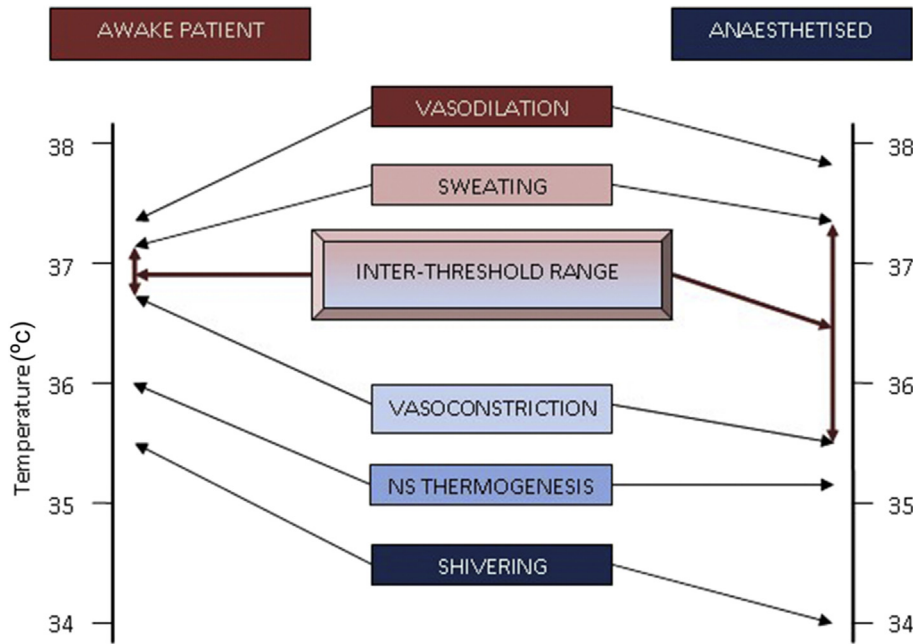 AWAKE PATIENT
ANAESTHETISED
VASODILATION
38
38
SWEATING
37
37
INTER-THRESHOLD RANGE
Temperature (°c)
36
36
VASOCONSTRICTION
NS THERMOGENESIS
35
35
SHIVERING
34
34